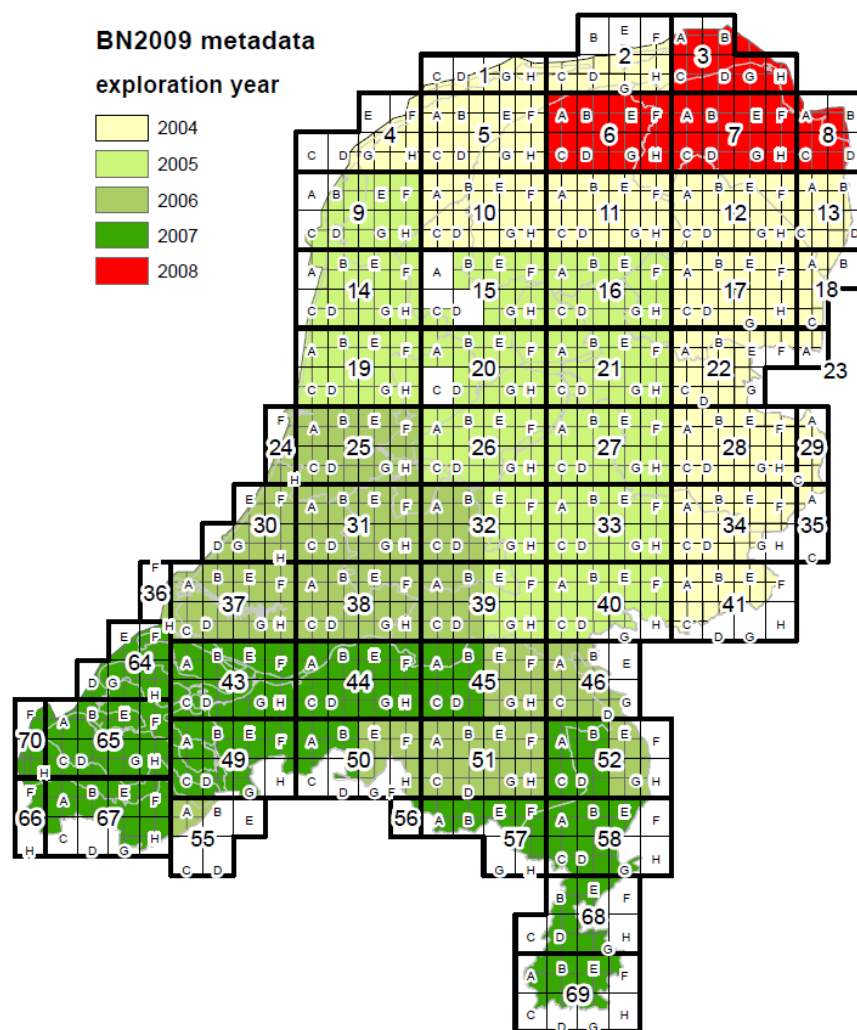 BN2009 metadata
exploration year
2004
2005
2006
2007
2008
B E F A B
2 3
C D 1 G H C D G H C D G H
E F A B E F A B E F A B E F A B
4 5 6 7 8
C D G H C D G H C D G H C D G H C D
A B E F A B E F A B E F A B E F A B
9 10 11 12 13
C D G H C D G H C D G H C D G H C D
A B E F A B E F A B E F A B E F A B
14 15 16 17 18
C D G H C D G H C D G H C D G H C
A B E F A B E F A B E F A B E F A
19 20 21 22 23
C D G H C D G H C D G H C D G
F A B E F A B E F A B E F A B E F A
24 25 26 27 28 29
H C D G H C D G H C D G H C D G H C
E F A B E F A B E F A B E F A B E F A
30 31 32 33 34 35
D G H C D G H C D G H C D G H C D G H C
F A B E F A B E F A B E F A B E F A B E F
36 37 38 39 40 41
H C D G H C D G H C D G H C D G H C D G H
E F A B E F A B E F A B E F A B E
64 43 44 45 46
D G H C D G H C D G H C D G H C D G
F A B E F A B E F A B E F A B E F A B E F
70 65 49 50 51 52
H C D G H C D G H C D G H C D G H C D G H
F A B E F A B E F A B E F A B E F
66 67 55 56 57 58
H C D G H C D G H C D G H
B E F
68
C D G H
A B E F
69
C D G H